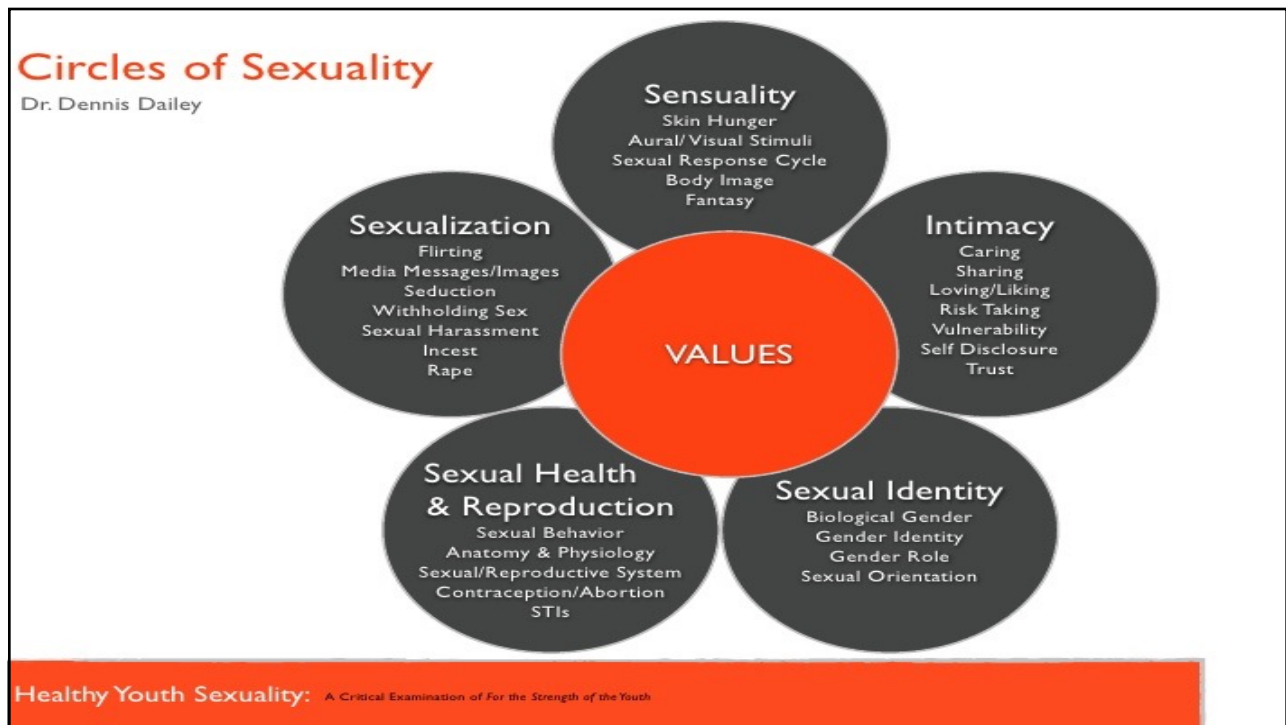 Circles of Sexuality
Dr. Dennis Dailey
Sensuality
Skin Hunger
Aural/Visual Stimuli
Sexual Response Cycle
Body Image
Fantasy
Sexualization
Flirting
Media Messages/Images
Seduction
Withholding Sex
Sexual Harassment
Incest
Rape
Intimacy
Caring
Sharing
Loving/Liking
Risk Taking
Vulnerability
Self Disclosure
Trust
VALUES
Sexual Health
& Reproduction
Sexual Behavior
Anatomy & Physiology
Sexual/Reproductive System
Contraception/Abortion
STIs
Sexual Identity
Biological Gender
Gender Identity
Gender Role
Sexual Orientation
Healthy Youth Sexuality: A Critical Examination of For the Strength of the Youth